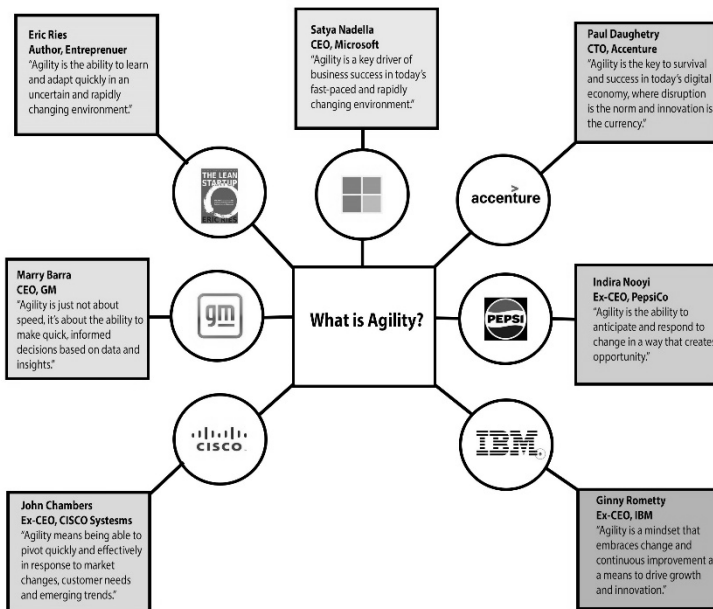 Eric Ries
Author, Entreprenuer
“Agility is the ability to learn
and adapt quickly in an
uncertain and rapidly
changing environment.”
Satya Nadella
CEO, Microsoft
“Agility is a key driver of
business success in today’s
fast-paced and rapidly
changing environment.”
Paul Daughetry
CTO, Accenture
“Agility is the key to survival
and success in today’s digital
economy, where disruption
is the norm and innovation is
the currency.”
THE LEAN
STARTUP
ERIC RIES
accenture
Marry Barra
CEO, GM
“Agility is just not about
speed, it’s about the ability to
make quick, informed
decisions based on data and
insights.”
gm
What is Agility?
PEPSI
Indira Nooyi
Ex-CEO, PepsiCo
“Agility is the ability to
anticipate and respond to
change in a way that creates
opportunity.”
CISCO
IBM
John Chambers
Ex-CEO, CISCO Systesms
“Agility means being able to
pivot quickly and effectively
in response to market
changes, customer needs
and emerging trends.”
Ginny Rometty
Ex-CEO, IBM
“Agility is a mindset that
embraces change and
continuous improvement a
a means to drive growth
and innovation.”